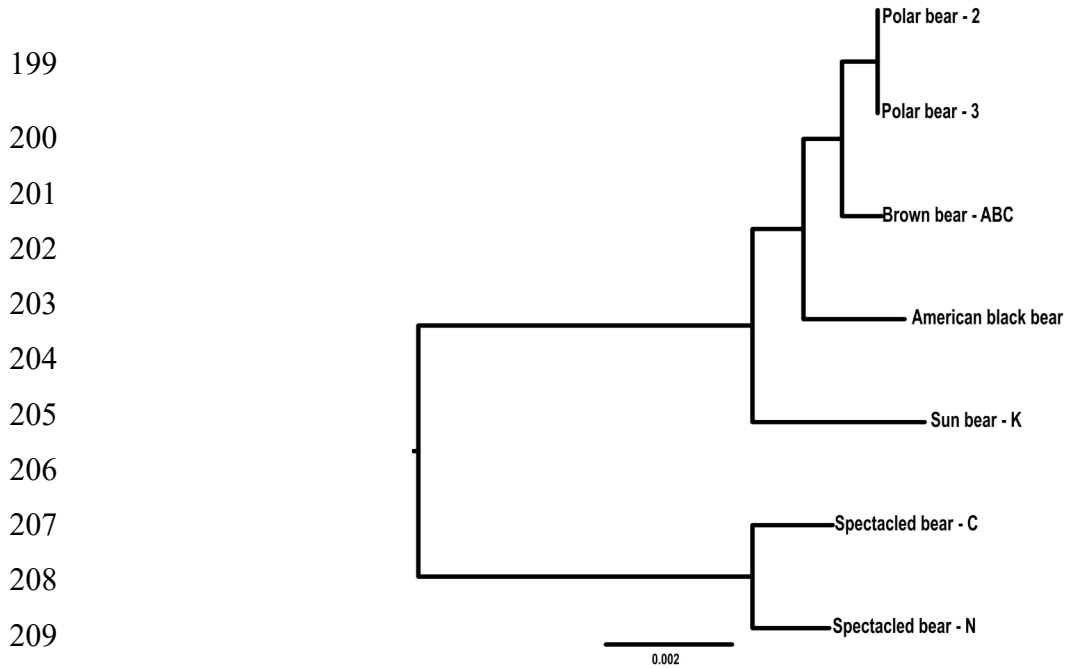 Polar bear - 2
199
Polar bear - 3
200
201
Brown bear - ABC
202
203
American black bear
204
205
Sun bear - K
206
207
Spectacled bear - C
208
209
Spectacled bear - N
0.002